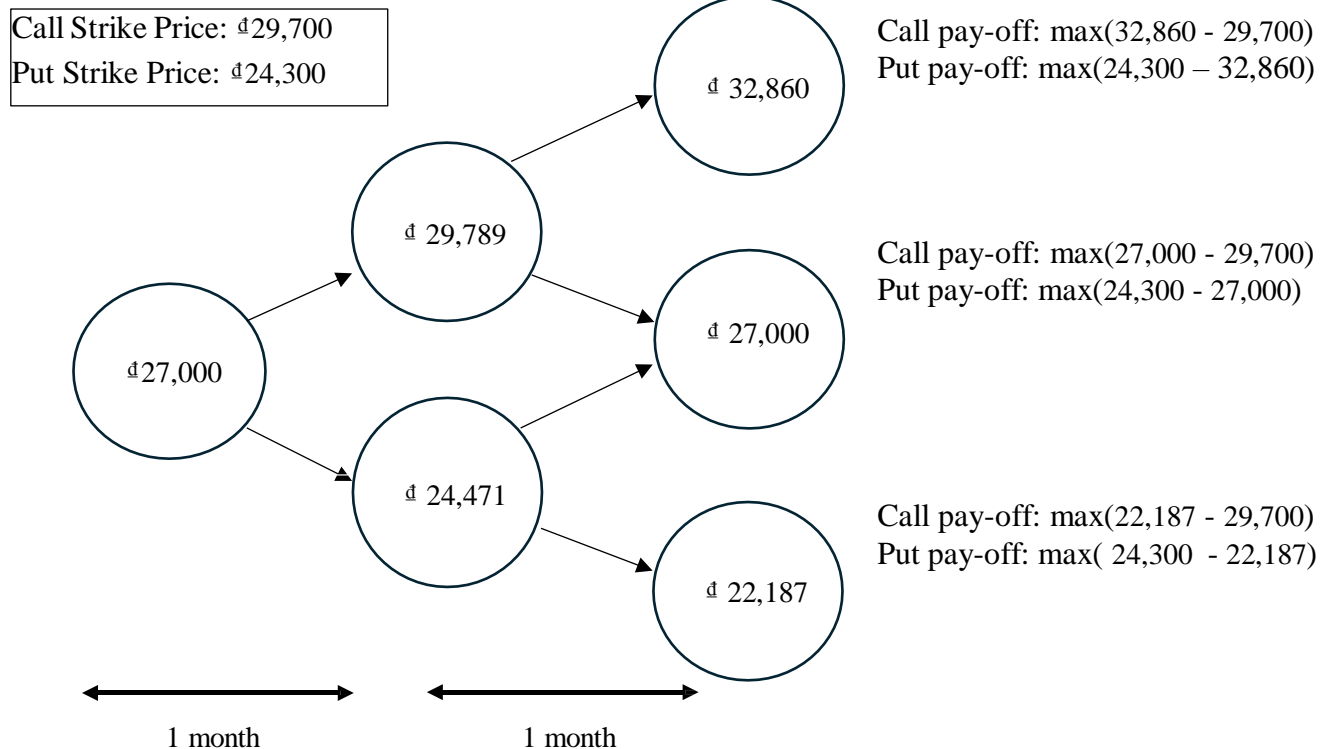 Call Strike Price: ₫29,700
Put Strike Price: ₫24,300
₫ 32,860
Call pay-off: max(32,860 - 29,700)
Put pay-off: max(24,300 – 32,860)
₫ 29,789
₫27,000
₫ 27,000
Call pay-off: max(27,000 - 29,700)
Put pay-off: max(24,300 - 27,000)
₫ 24,471
₫ 22,187
Call pay-off: max(22,187 - 29,700)
Put pay-off: max( 24,300 - 22,187)
1 month
1 month